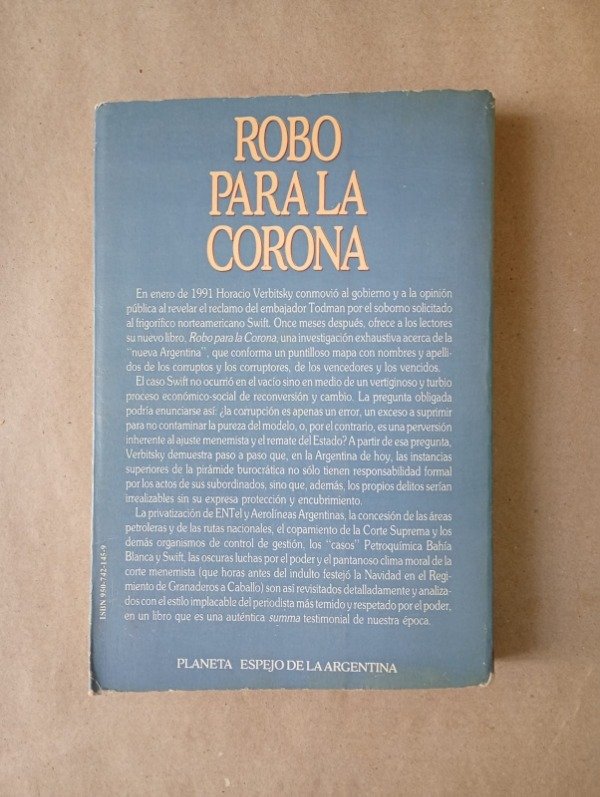 ROBO
PARA LA
CORONA
En enero de 1991 Horacio Verbitsky conmovió al gobierno y a la opinión
pública al revelar el reclamo del embajador Todman por el soborno solicitado
al frigorífico norteamericano Swift. Once meses después, ofrece a los lectores
su nuevo libro, Robo para la Corona, una investigación exhaustiva acerca de la
"nueva Argentina", que conforma un puntilloso mapa con nombres y apelli-
dos de los corruptos y los corruptores, de los vencedores y los vencidos.
El caso Swift no ocurrió en el vacío sino en medio de un vertiginoso y turbio
proceso económico-social de reconversión y cambio. La pregunta obligada
podría enunciarse así: ¿la corrupción es apenas un error, un exceso a suprimir
para no contaminar la pureza del modelo, o, por el contrario, es una perversión
inherente al ajuste menemista y el remate del Estado? A partir de esa pregunta,
Verbitsky demuestra paso a paso que, en la Argentina de hoy, las instancias
superiores de la pirámide burocrática no sólo tienen responsabilidad formal
por los actos de sus subordinados, sino que, además, los propios delitos serían
irrealizables sin su expresa protección y encubrimiento.
La privatización de ENTel y Aerolíneas Argentinas, la concesión de las áreas
petroleras y de las rutas nacionales, el copamiento de la Corte Suprema y los
demás organismos de control de gestión, los "casos" Petroquímica Bahía
Blanca y Swift, las oscuras luchas por el poder y el pantanoso clima moral de la
corte menemista (que horas antes del indulto festejó la Navidad en el Regi-
miento de Granaderos a Caballo) son así revisitados detalladamente y analiza-
dos con el estilo implacable del periodista más temido y respetado por el poder,
en un libro que es una auténtica summa testimonial de nuestra época.
ISBN 950-742-145-9
PLANETA ESPEJO DE LA ARGENTINA